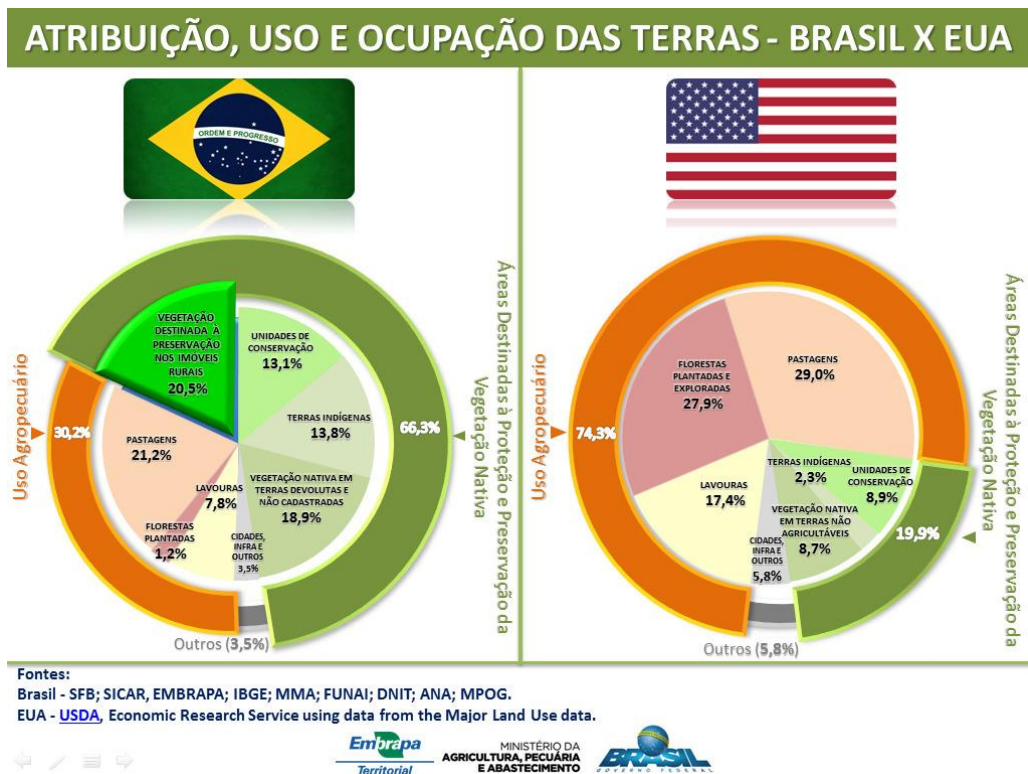 ATRIBUIÇÃO, USO E OCUPAÇÃO DAS TERRAS - BRASIL X EUA
ORDEM E PROGRESSO
Uso Agropecuário
30,2%
VEGETAÇÃO
DESTINADA À
PRESERVAÇÃO
NOS IMÓVEIS
RURAIS
20,5%
UNIDADES DE
CONSERVAÇÃO
13,1%
TERRAS INDÍGENAS
13,8%
VEGETAÇÃO NATIVA EM
TERRAS DEVOLUTAS E
NÃO CADASTRADAS
18,9%
CIDADES,
INFRA E
OUTROS
3,5%
LAVOURAS
7,8%
FLORESTAS
PLANTADAS
1,2%
PASTAGENS
21,2%
66,3%
Áreas Destinadas à Proteção e Preservação da
Vegetação Nativa
Outros (3,5%)
Uso Agropecuário
74,3%
FLORESTAS
PLANTADAS E
EXPLORADAS
27,9%
PASTAGENS
29,0%
TERRAS INDÍGENAS
2,3%
UNIDADES DE
CONSERVAÇÃO
8,9%
VEGETAÇÃO NATIVA
EM TERRAS NÃO
AGRICULTÁVEIS
8,7%
CIDADES,
INFRA E
OUTROS
5,8%
LAVOURAS
17,4%
19,9%
Áreas Destinadas à Proteção e Preservação da
Vegetação Nativa
Outros (5,8%)
Fontes:
Brasil - SFB; SICAR, EMBRAPA; IBGE; MMA; FUNAI; DNIT; ANA; MPOG.
EUA - USDA, Economic Research Service using data from the Major Land Use data.
Embrapa
Territorial
MINISTÉRIO DA
AGRICULTURA, PECUÁRIA
E ABASTECIMENTO
BRASIL
GOVERNO FEDERAL